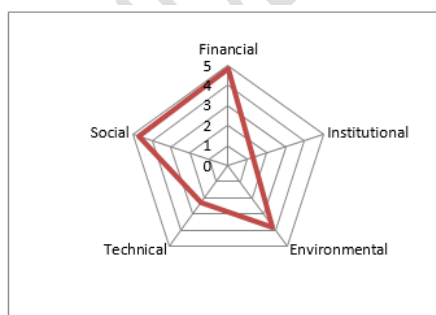 Financial
5
4
3
2
1
0
Social
Institutional
Technical
Environmental